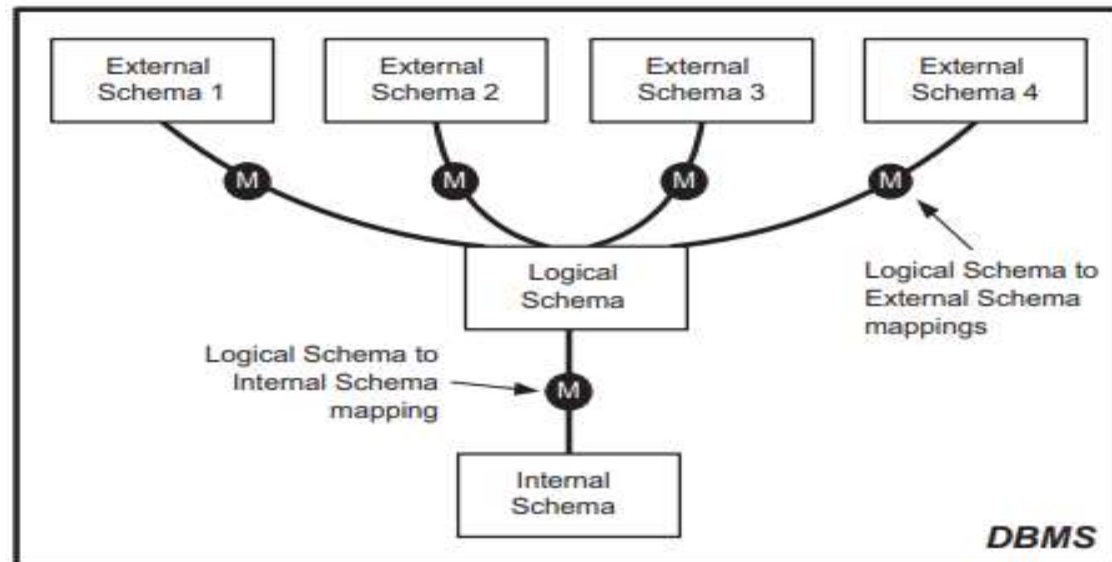 External
Schema 1
External
Schema 2
External
Schema 3
External
Schema 4
M
M
M
M
Logical
Schema
Logical Schema to
External Schema
mappings
Logical Schema to
Internal Schema
mapping
M
Internal
Schema
DBMS